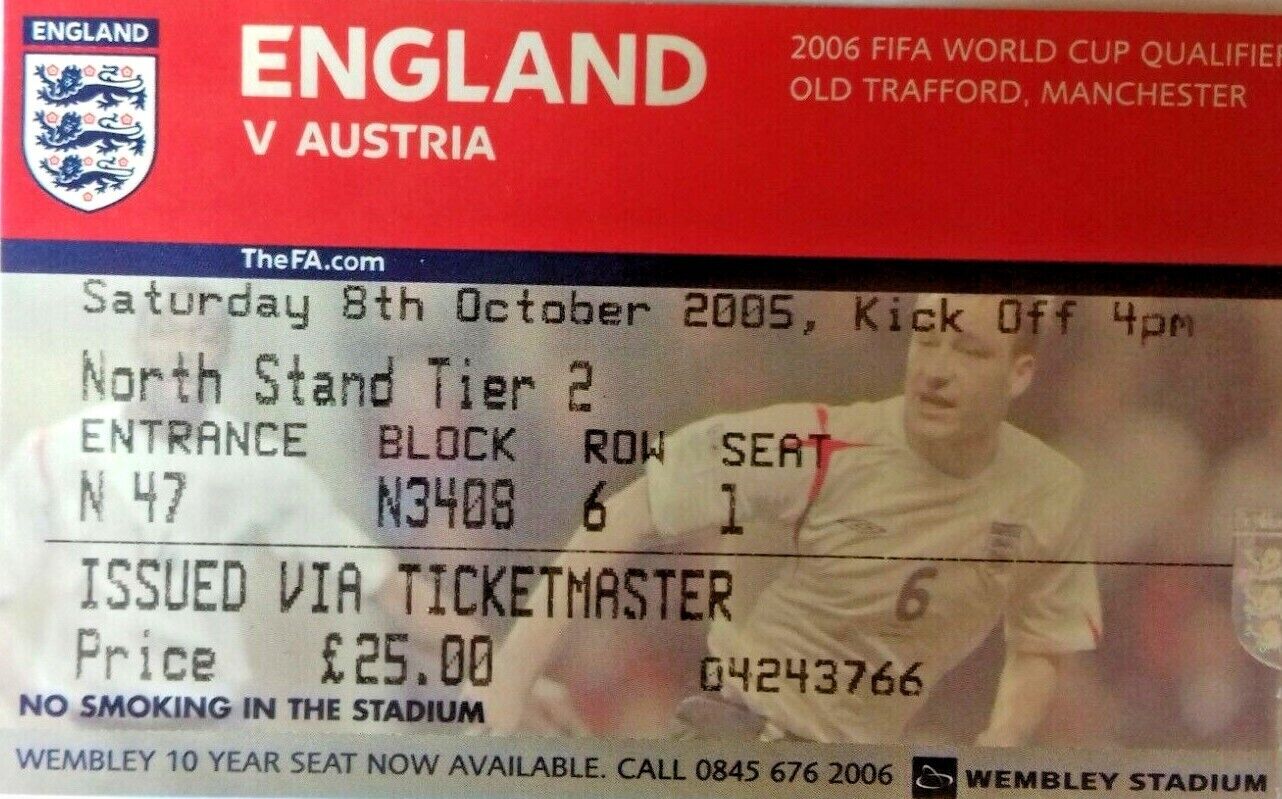 ENGLAND
ENGLAND
V AUSTRIA
2006 FIFA WORLD CUP QUALIFIER
OLD TRAFFORD, MANCHESTER
TheFA.com
Saturday 8th October 2005, Kick Off 4pm
North Stand Tier 2
ENTRANCE BLOCK ROW SEAT
N 47 N3408 6 1
ISSUED VIA TICKETMASTER
Price £25.00 04243766
6
NO SMOKING IN THE STADIUM
WEMBLEY 10 YEAR SEAT NOW AVAILABLE. CALL 0845 676 2006 WEMBLEY STADIUM